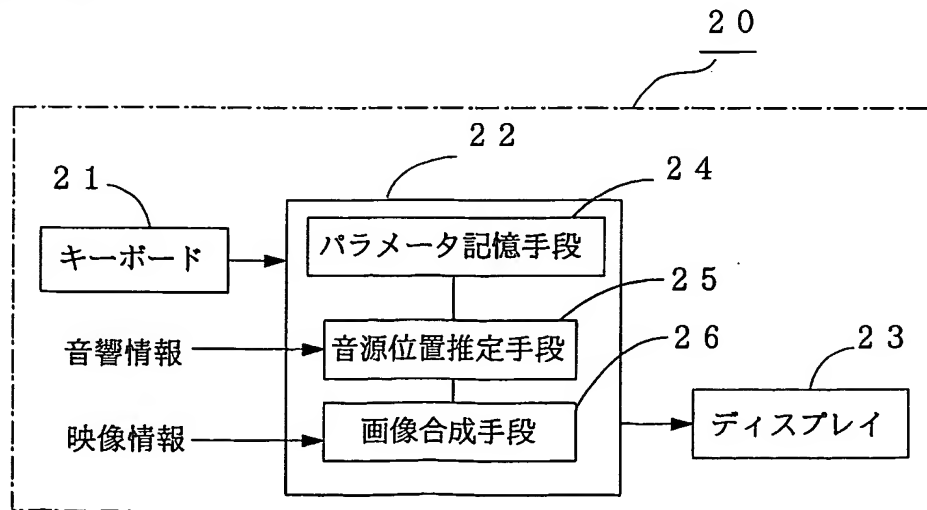 ２０
２２
２１
２４
パラメータ記憶手段
キーボード
２５
音響情報
音源位置推定手段
２６
２３
映像情報
画像合成手段
ディスプレイ